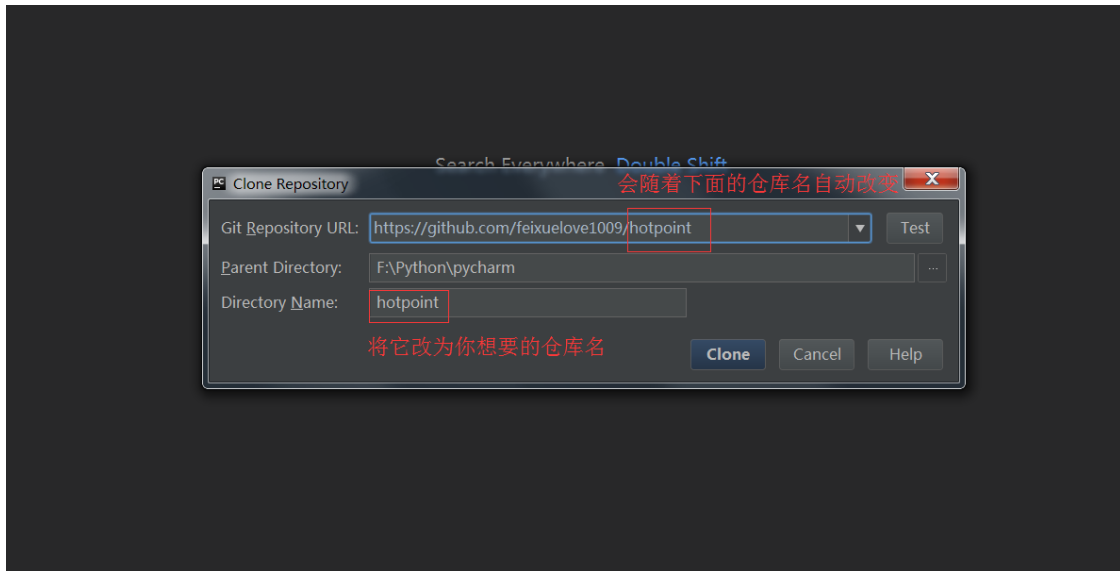 Search Everywhere Double Shift
Clone Repository
会随着下面的仓库名自动改变
Git Repository URL: https://github.com/feixuelove1009/hotpoint Test
Parent Directory: F:\Python\pycharm ...
Directory Name: hotpoint
将它改为你想要的仓库名
Clone Cancel Help